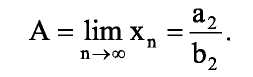 A = lim n→∞ xₙ = a₂/b₂.